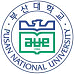 부산대학교
PUSAN NATIONAL UNIVERSITY